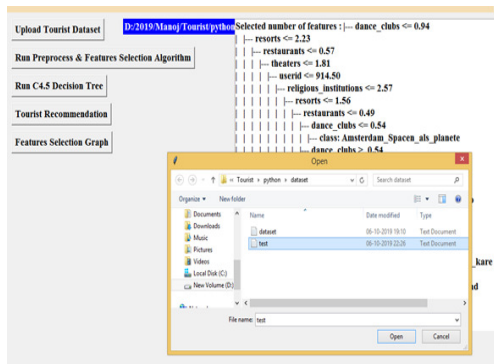 Upload Tourist Dataset
D:/2019/Manoj/Tourist/python
Selected number of features : |--- dance_clubs <= 0.94
| |--- resorts <= 2.23
Run Preprocess & Features Selection Algorithm
| | |--- restaurants <= 0.57
| | | |--- theaters <= 1.81
| | | | |--- userid <= 914.50
Run C4.5 Decision Tree
| | | | | |--- religious_institutions <= 2.57
| | | | | | |--- resorts <= 1.56
Tourist Recommendation
| | | | | | | |--- restaurants <= 0.49
| | | | | | | | |--- dance_clubs <= 0.54
Features Selection Graph
| | | | | | | | | |--- class: Amsterdam_Spacen_als_planete
| | | | | | | | |--- dance_clubs > 0.54
Open
« Tourist » python » dataset
Search dataset
Organize
New folder
Documents
Downloads
Music
Pictures
Videos
Local Disk (C:)
New Volume (D:)
Name
Date modified
Type
dataset
06-10-2019 19:10
Text Document
test
06-10-2019 22:26
Text Document
_kare
File name:
test
Open
Cancel